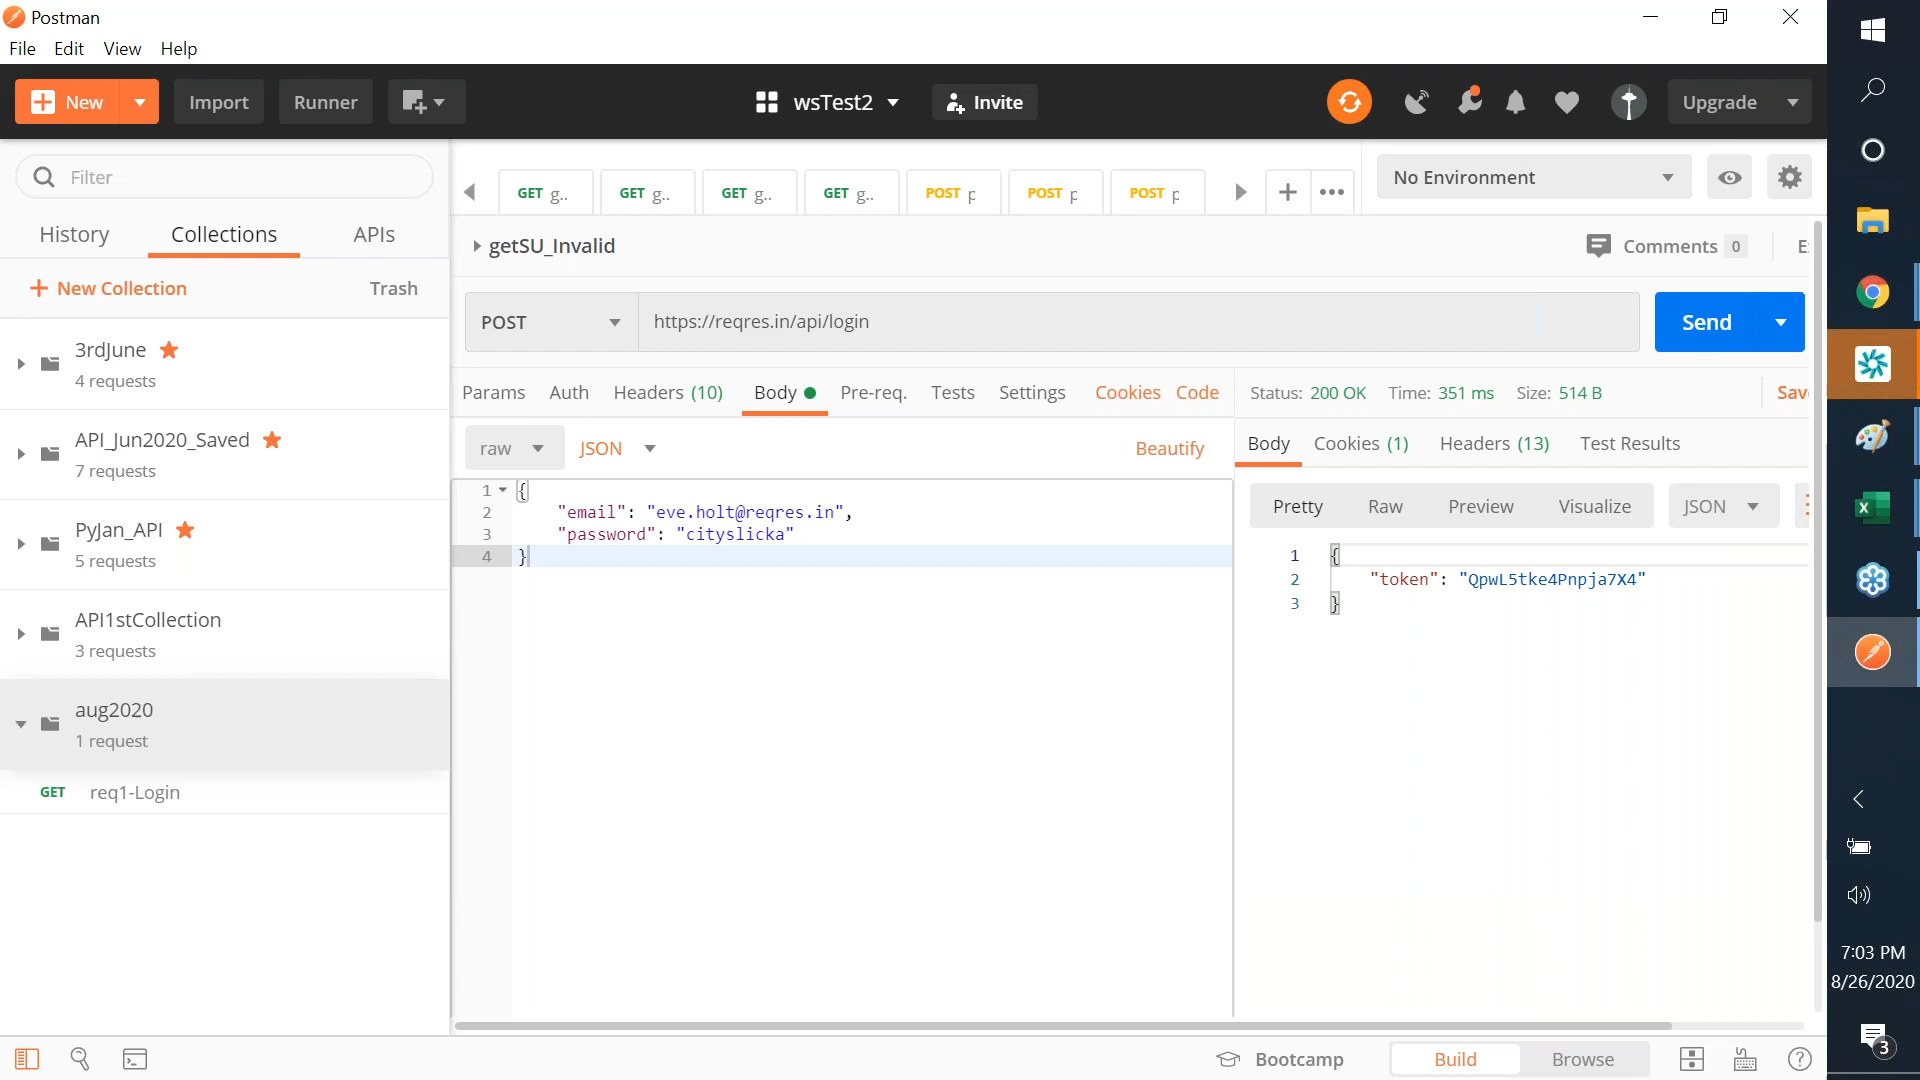 Postman
File Edit View Help
New Import Runner wsTest2 Invite Upgrade
Filter
GET g.. GET g.. GET g.. GET g.. POST p POST p POST p
No Environment
History Collections APIs
getSU_Invalid
Comments 0
New Collection Trash
POST https://reqres.in/api/login Send
3rdJune
4 requests
Params Auth Headers (10) Body Pre-req. Tests Settings Cookies Code
Status: 200 OK Time: 351 ms Size: 514 B Sav
API_Jun2020_Saved
7 requests
raw JSON Beautify
Body Cookies (1) Headers (13) Test Results
Pretty Raw Preview Visualize JSON
1 {
2 "email": "eve.holt@reqres.in",
3 "password": "cityslicka"
4 }
1 {
2 "token": "QpwL5tke4Pnpja7X4"
3 }
PyJan_API
5 requests
API1stCollection
3 requests
aug2020
1 request
GET req1-Login
Bootcamp Build Browse
7:03 PM
8/26/2020
3